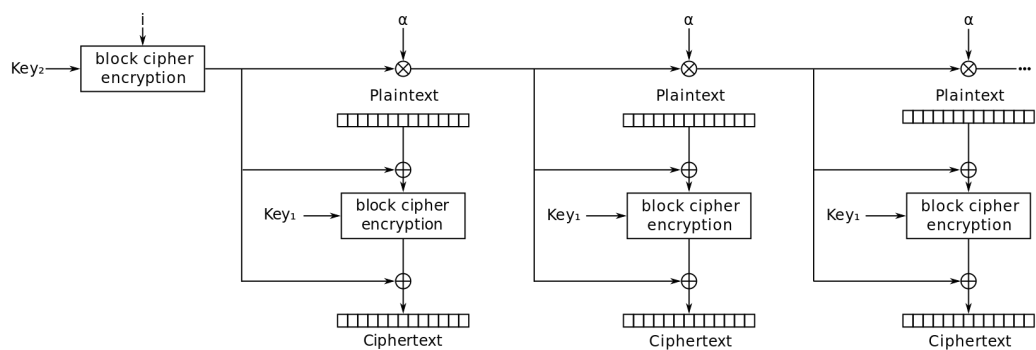 i
α
α
α
Key₂
block cipher
encryption
...
Plaintext
Plaintext
Plaintext
Key₁
block cipher
encryption
Key₁
block cipher
encryption
Key₁
block cipher
encryption
Ciphertext
Ciphertext
Ciphertext